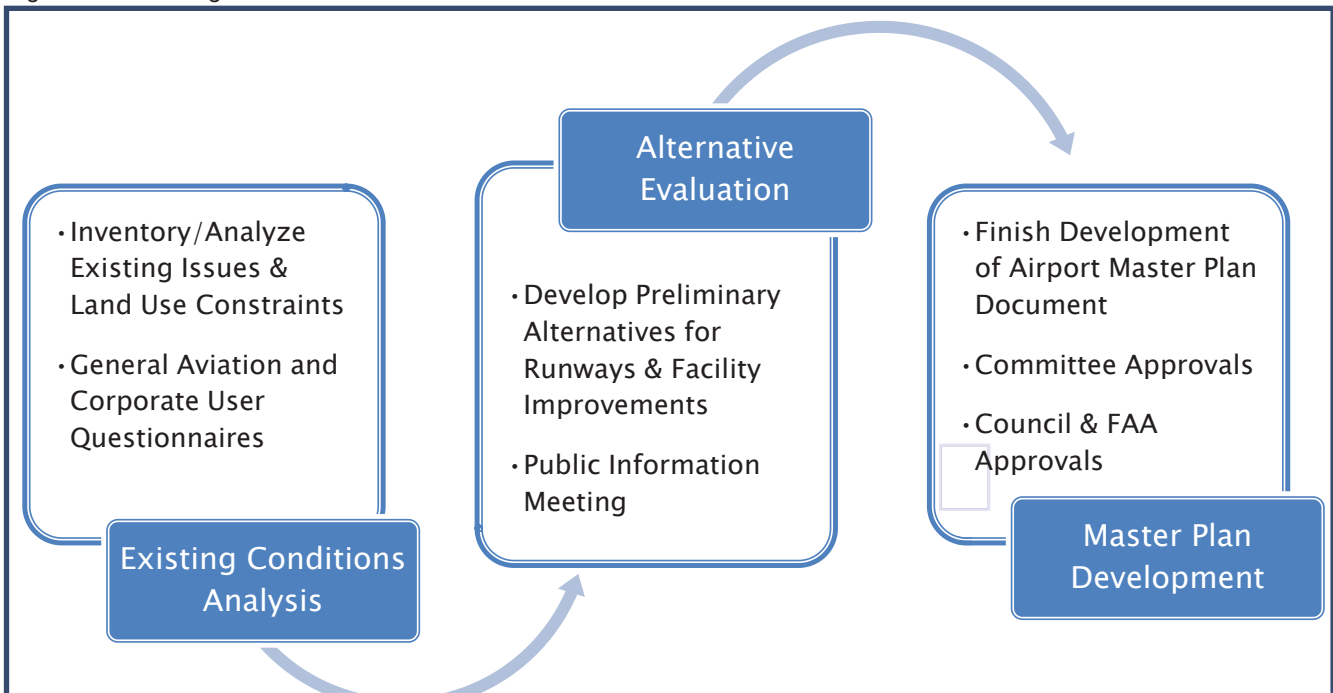 · Inventory/Analyze
Existing Issues &
Land Use Constraints
· General Aviation and
Corporate User
Questionnaires
Existing Conditions
Analysis
Alternative
Evaluation
· Develop Preliminary
Alternatives for
Runways & Facility
Improvements
· Public Information
Meeting
· Finish Development
of Airport Master Plan
Document
· Committee Approvals
· Council & FAA
Approvals
Master Plan
Development